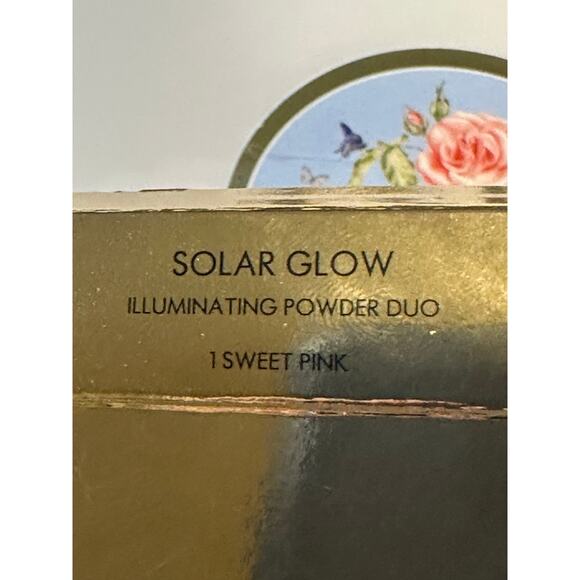 SOLAR GLOW
ILLUMINATING POWDER DUO
1 SWEET PINK